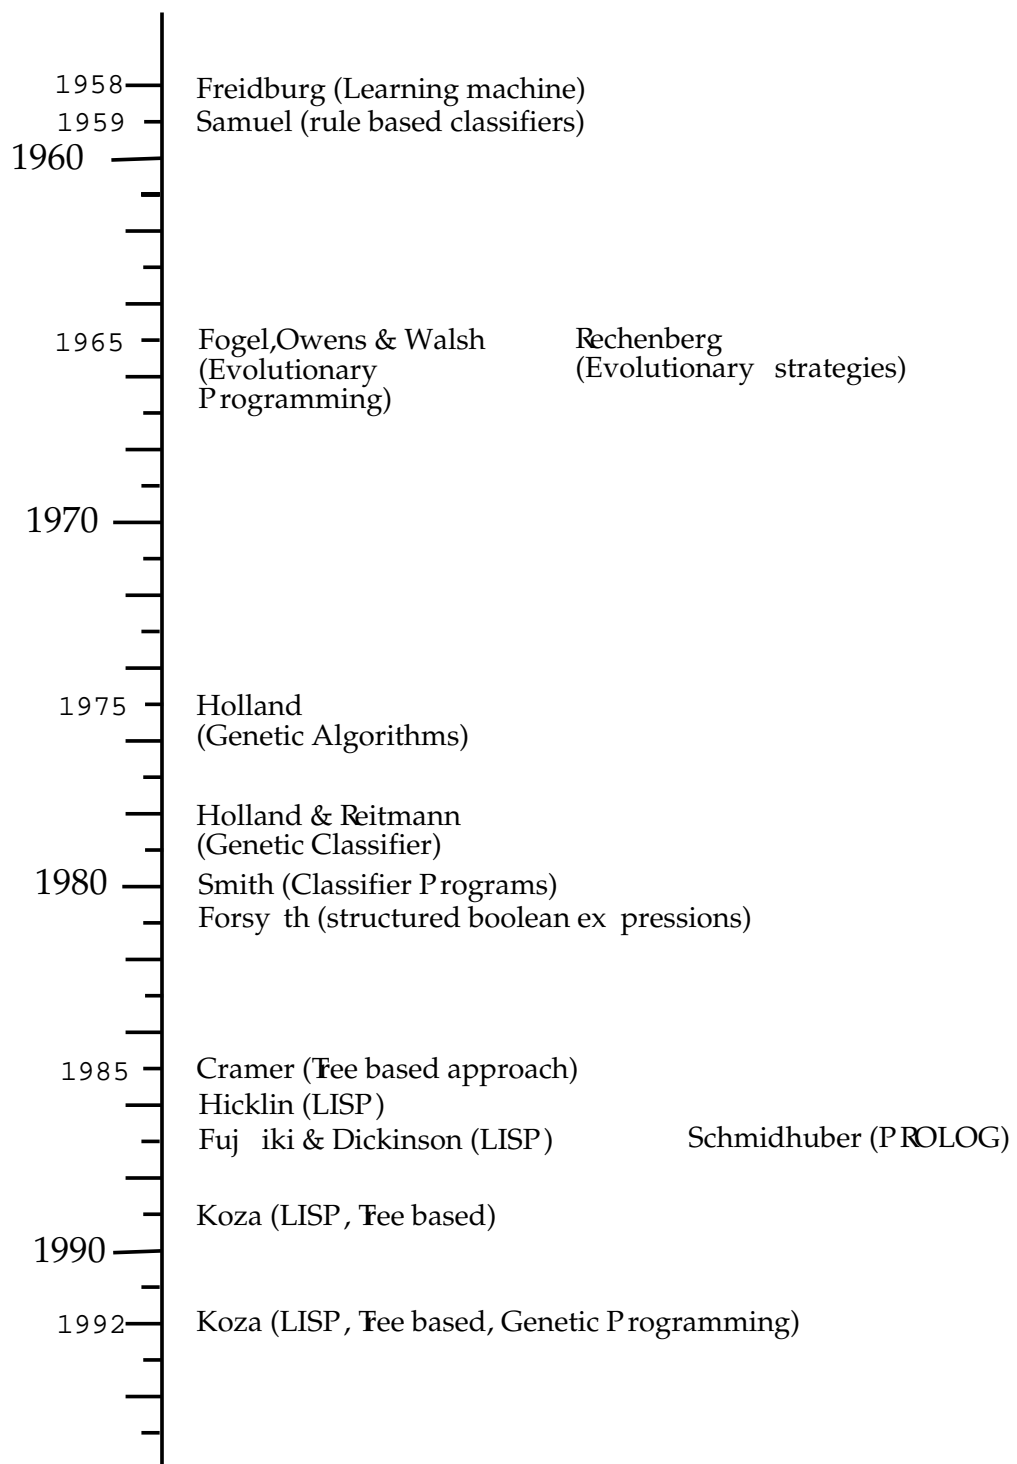 1958 Freidburg (Learning machine)
1959 Samuel (rule based classifiers)
1960
1965 Fogel,Owens & Walsh Rechenberg
(Evolutionary (Evolutionary strategies)
Programming)
1970
1975 Holland
(Genetic Algorithms)
Holland & Reitmann
(Genetic Classifier)
1980 Smith (Classifier Programs)
Forsyth (structured boolean expressions)
1985 Cramer (Tree based approach)
Hicklin (LISP)
Fujiki & Dickinson (LISP) Schmidhuber (PROLOG)
Koza (LISP, Tree based)
1990
1992 Koza (LISP, Tree based, Genetic Programming)